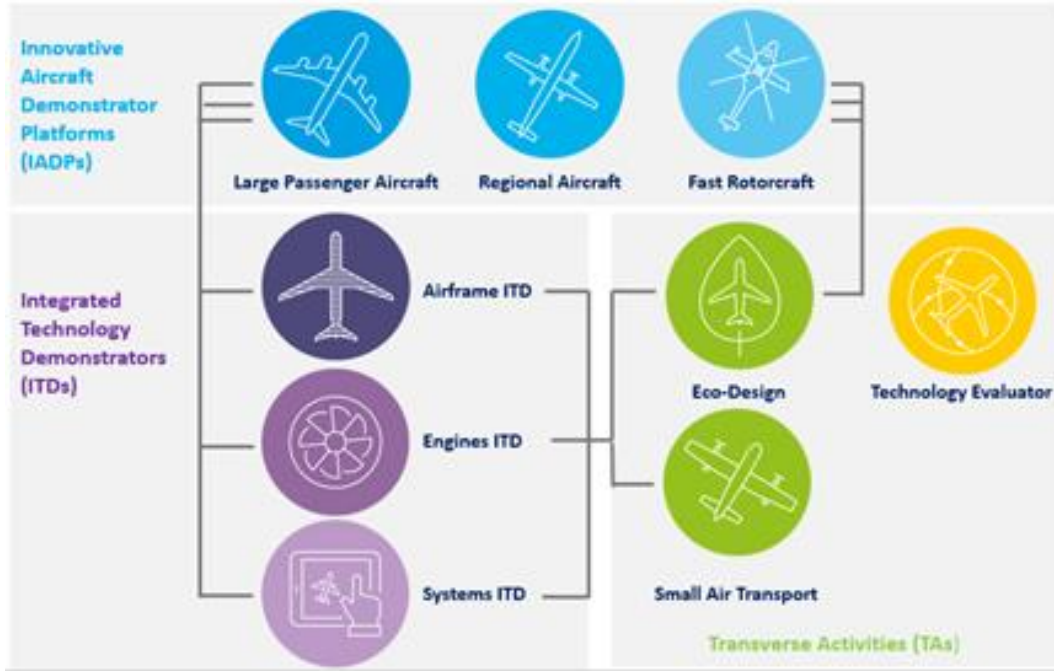 Innovative
Aircraft
Demonstrator
Platforms
(IADPs)
Large Passenger Aircraft
Regional Aircraft
Fast Rotorcraft
Integrated
Technology
Demonstrators
(ITDs)
Airframe ITD
Engines ITD
Systems ITD
Eco-Design
Technology Evaluator
Small Air Transport
Transverse Activities (TAs)